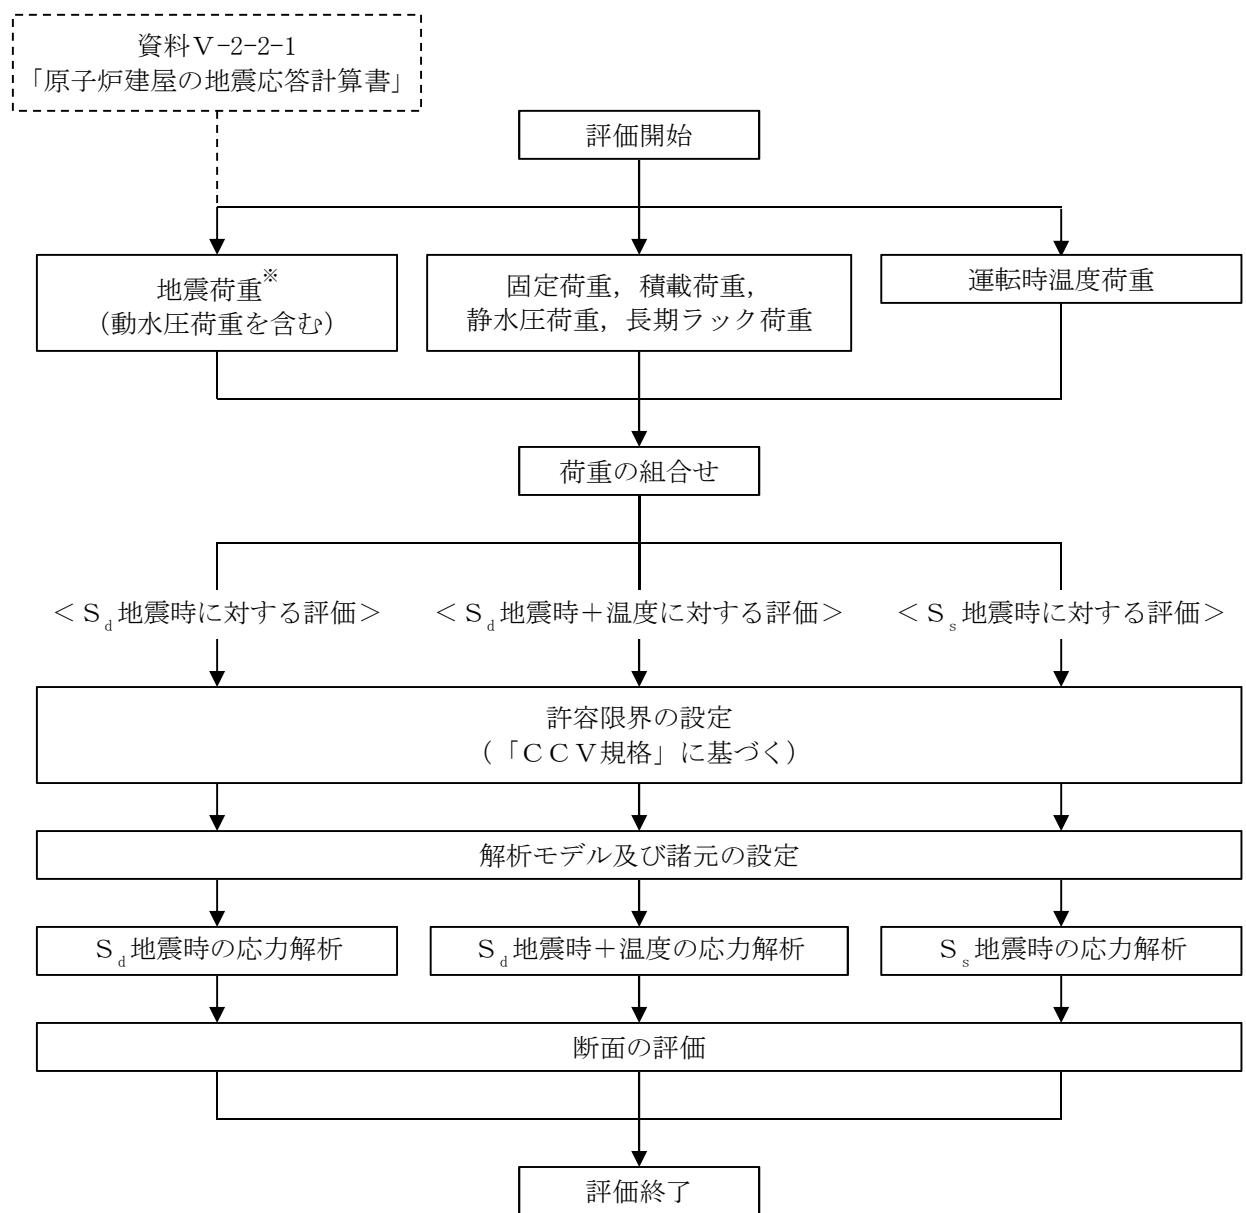 資料Ⅴ-2-2-1
「原子炉建屋の地震応答計算書」
評価開始
地震荷重※
（動水圧荷重を含む）
固定荷重，積載荷重，
静水圧荷重，長期ラック荷重
運転時温度荷重
荷重の組合せ
＜Ｓd地震時に対する評価＞
＜Ｓd地震時＋温度に対する評価＞
＜Ｓs地震時に対する評価＞
許容限界の設定
（「ＣＣＶ規格」に基づく）
解析モデル及び諸元の設定
Ｓd地震時の応力解析
Ｓd地震時＋温度の応力解析
Ｓs地震時の応力解析
断面の評価
評価終了